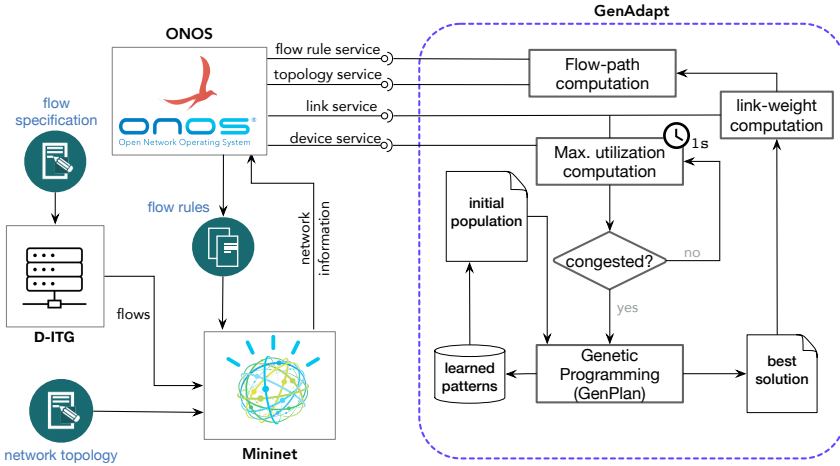 ONOS
GenAdapt
flow rule service
topology service
link service
device service
onos®
Open Network Operating System
flow
specification
flow rules
network
information
D-ITG
flows
network topology
Mininet
Flow-path
computation
link-weight
computation
1s
Max. utilization
computation
initial
population
congested?
no
yes
learned
patterns
Genetic
Programming
(GenPlan)
best
solution